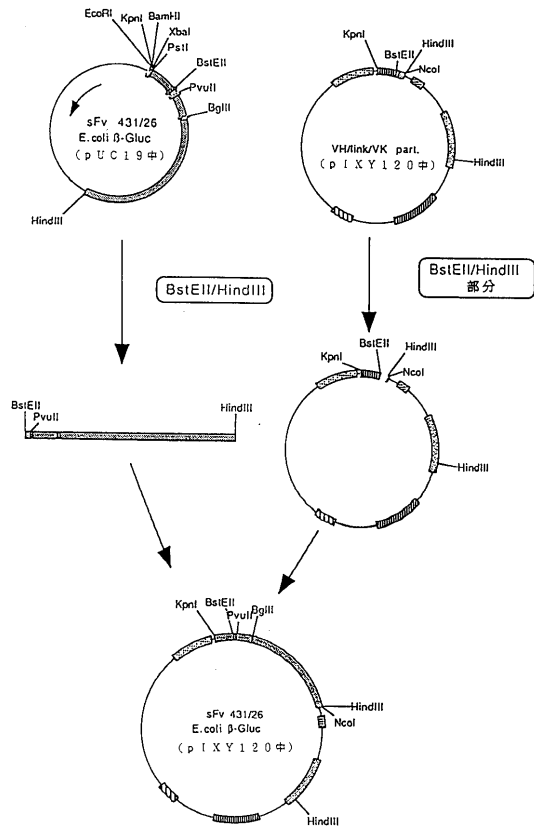 EcoRI
KpnI
BamHI
XbaI
PstI
BstEII
PvuII
BglII
sFv 431/26
E.coli β-Gluc
(pUC19中)
HindIII
KpnI
BstEII
HindIII
NcoI
VH/link/VK part.
(pIXY120中)
HindIII
BstEII/HindIII
BstEII/HindIII
部分
BstEII
PvuII
HindIII
KpnI
BstEII
HindIII
NcoI
HindIII
KpnI
BstEII
PvuII
BglII
sFv 431/26
E.coli β-Gluc
(pIXY120中)
HindIII
NcoI
HindIII